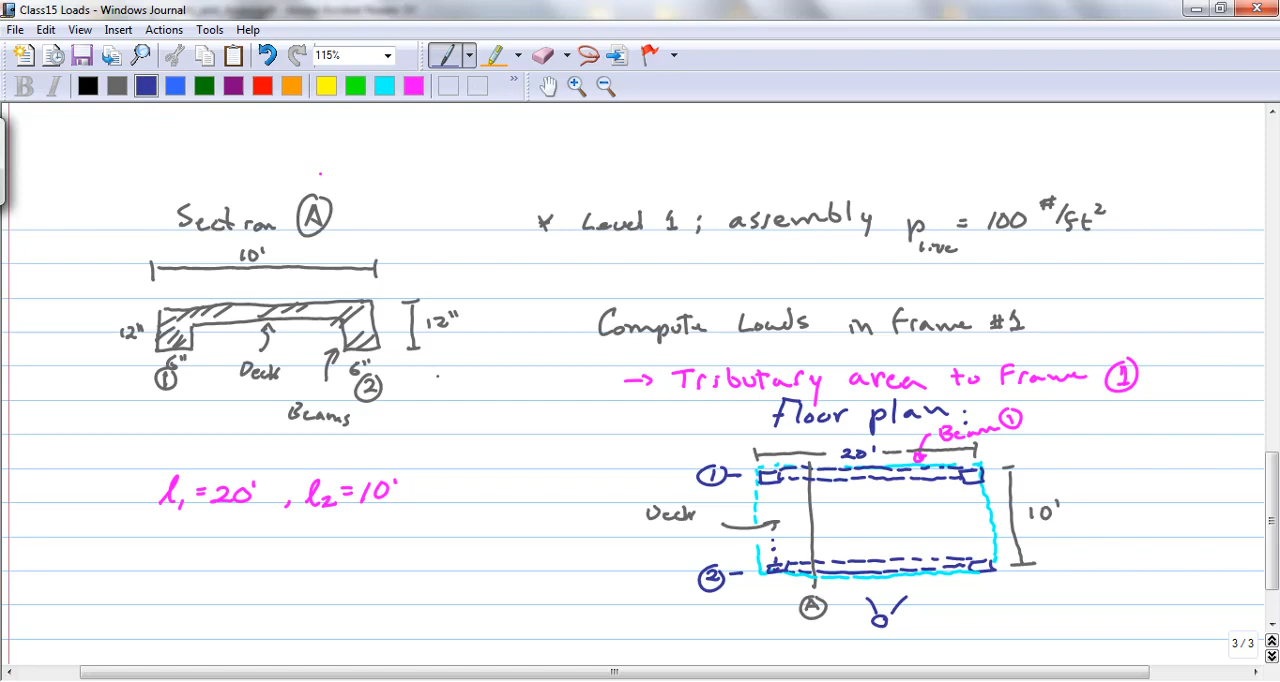 Class15 Loads - Windows Journal
File Edit View Insert Actions Tools Help
115%
B I
Section A
10'
12"
12"
6"
6"
1
Deck
2
Beams
l1 = 20' , l2 = 10'
* Level 1 ; assembly P live = 100 #/ft²
Compute Loads in Frame #1
→ Tributary area to Frame 1
Floor plan :
Beam 1
20'
1
Deck
10'
2
A
3 / 3